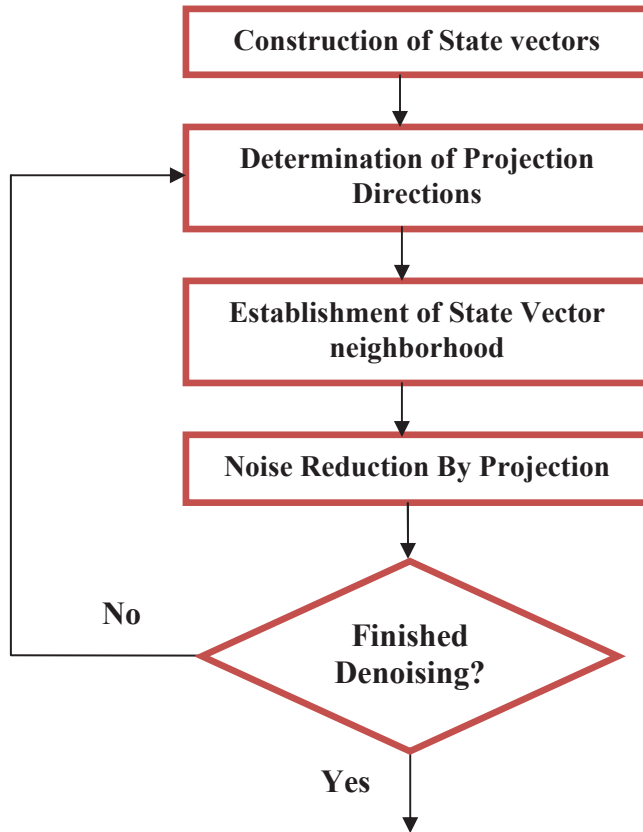 Construction of State vectors
Determination of Projection
Directions
Establishment of State Vector
neighborhood
Noise Reduction By Projection
No
Finished
Denoising?
Yes